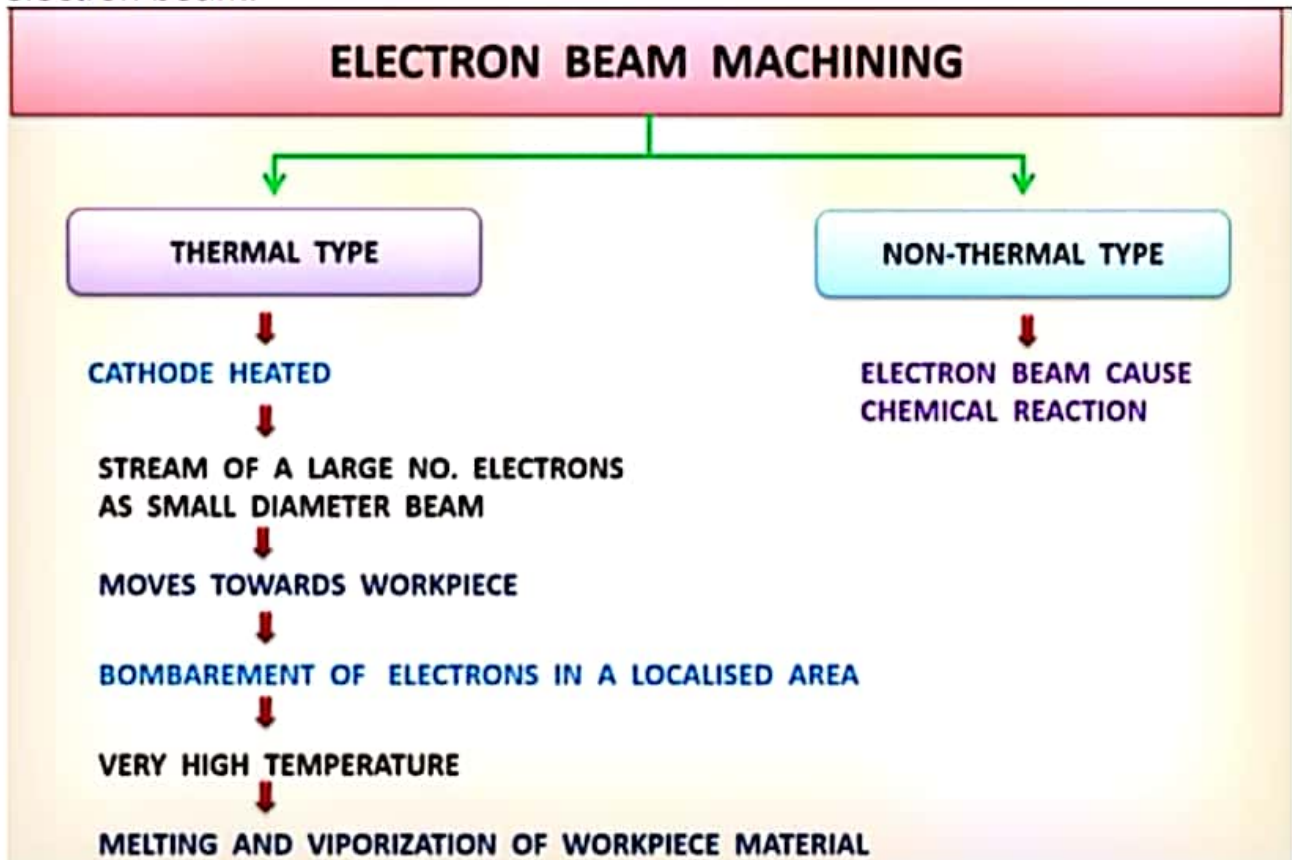 ELECTRON BEAM MACHINING
THERMAL TYPE
CATHODE HEATED
STREAM OF A LARGE NO. ELECTRONS
AS SMALL DIAMETER BEAM
MOVES TOWARDS WORKPIECE
BOMBAREMENT OF ELECTRONS IN A LOCALISED AREA
VERY HIGH TEMPERATURE
MELTING AND VIPORIZATION OF WORKPIECE MATERIAL
NON-THERMAL TYPE
ELECTRON BEAM CAUSE
CHEMICAL REACTION